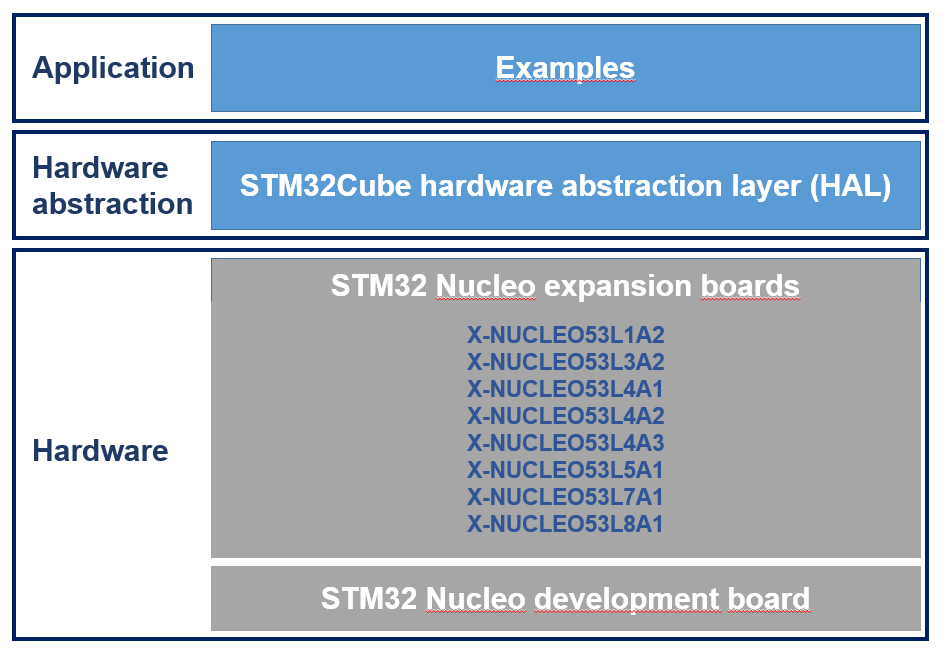 Application
Examples
Hardware
abstraction
STM32Cube hardware abstraction layer (HAL)
Hardware
STM32 Nucleo expansion boards
X-NUCLEO53L1A2
X-NUCLEO53L3A2
X-NUCLEO53L4A1
X-NUCLEO53L4A2
X-NUCLEO53L4A3
X-NUCLEO53L5A1
X-NUCLEO53L7A1
X-NUCLEO53L8A1
STM32 Nucleo development board